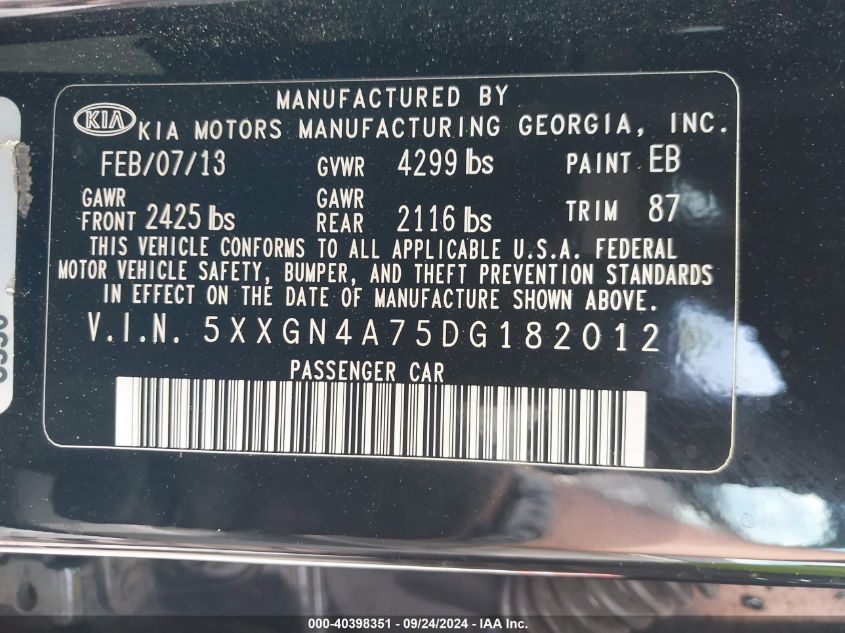 MANUFACTURED BY
KIA KIA MOTORS MANUFACTURING GEORGIA, INC.
FEB/07/13 GVWR 4299 lbs PAINT EB
GAWR FRONT 2425 lbs GAWR REAR 2116 lbs TRIM 87
THIS VEHICLE CONFORMS TO ALL APPLICABLE U.S.A. FEDERAL
MOTOR VEHICLE SAFETY, BUMPER, AND THEFT PREVENTION STANDARDS
IN EFFECT ON THE DATE OF MANUFACTURE SHOWN ABOVE.
V.I.N. 5XXGN4A75DG182012
PASSENGER CAR
000-40398351 / 09/24/2024 - IAA Inc.